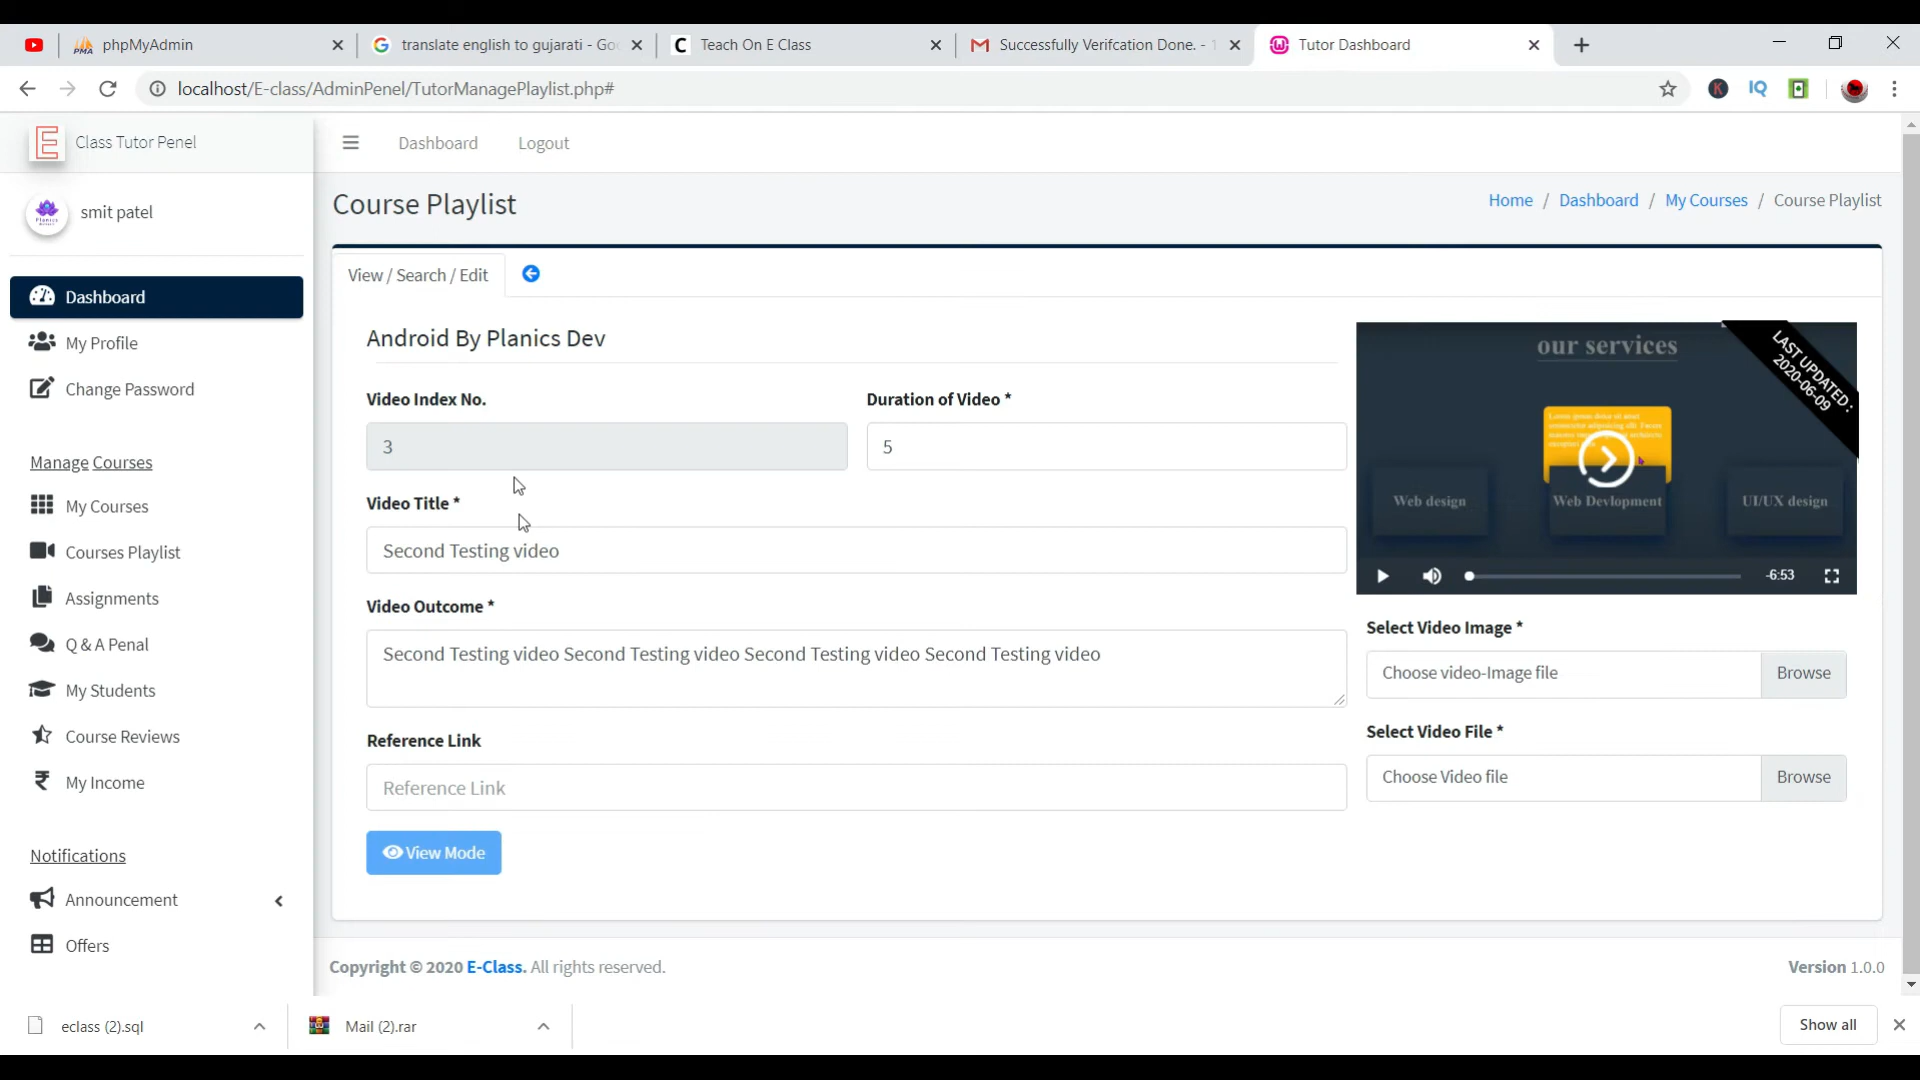 phpMyAdmin
translate english to gujarati - Goo
Teach On E Class
Successfully Verifcation Done. - 1
Tutor Dashboard
localhost/E-class/AdminPenel/TutorManagePlaylist.php#
Class Tutor Penel
Dashboard
Logout
smit patel
Course Playlist
Home / Dashboard / My Courses / Course Playlist
Dashboard
My Profile
Change Password
Manage Courses
My Courses
Courses Playlist
Assignments
Q & A Penal
My Students
Course Reviews
My Income
Notifications
Announcement
Offers
View / Search / Edit
Android By Planics Dev
Video Index No.
Duration of Video *
3
5
Video Title *
Second Testing video
Video Outcome *
Second Testing video Second Testing video Second Testing video Second Testing video
Reference Link
Reference Link
View Mode
our services
LAST UPDATED :
2020-06-09
Web design
Web Devlopment
UI/UX design
-6:53
Select Video Image *
Choose video-Image file
Browse
Select Video File *
Choose Video file
Browse
Copyright © 2020 E-Class. All rights reserved.
Version 1.0.0
eclass (2).sql
Mail (2).rar
Show all